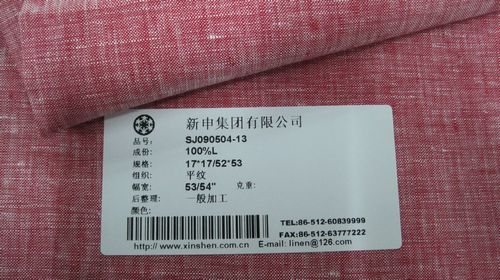 新申集团有限公司
品号: SJ090504-13
成份: 100%L
规格: 17*17/52*53
组织: 平纹
幅宽: 53/54" 克重:
后整理: 一般加工
颜色:
TEL:86-512-60839999
FAX:86-512-63777222
http://www.xinshen.com.cn E-mail: linen@126.com